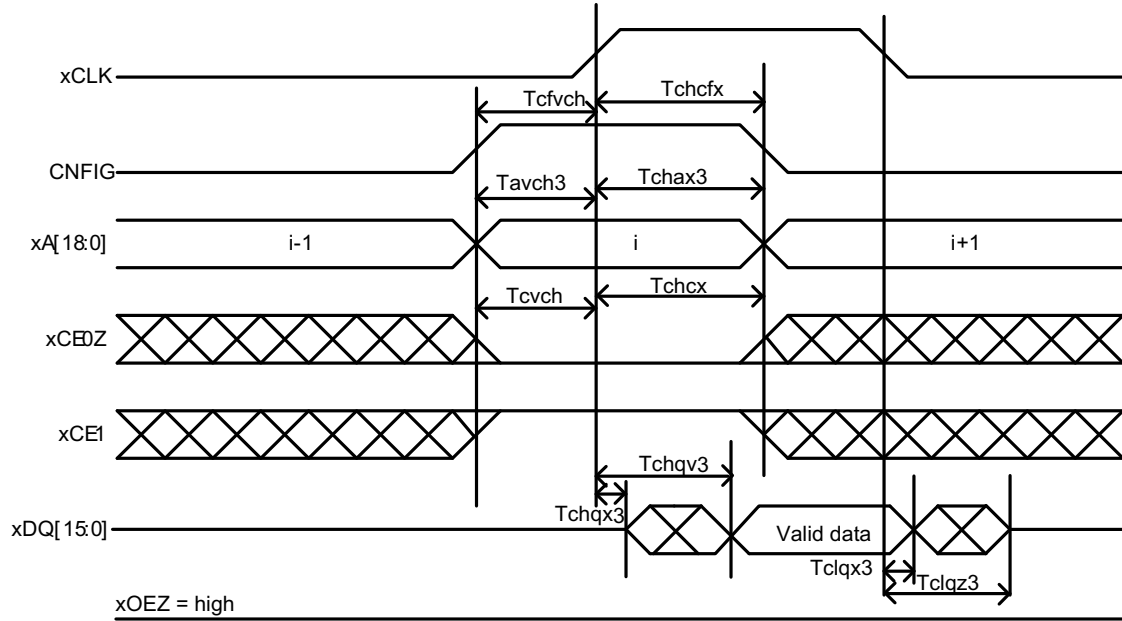 xCLK
Tcfvch Tchcfx
CNFIG
Tavch3 Tchax3
xA[18:0] i-1 i i+1
Tcvch Tchcx
xCE0Z
xCE1
Tchqv3
Tchqx3
xDQ[15:0] Valid data
Tclqx3
Tclqz3
xOEZ = high